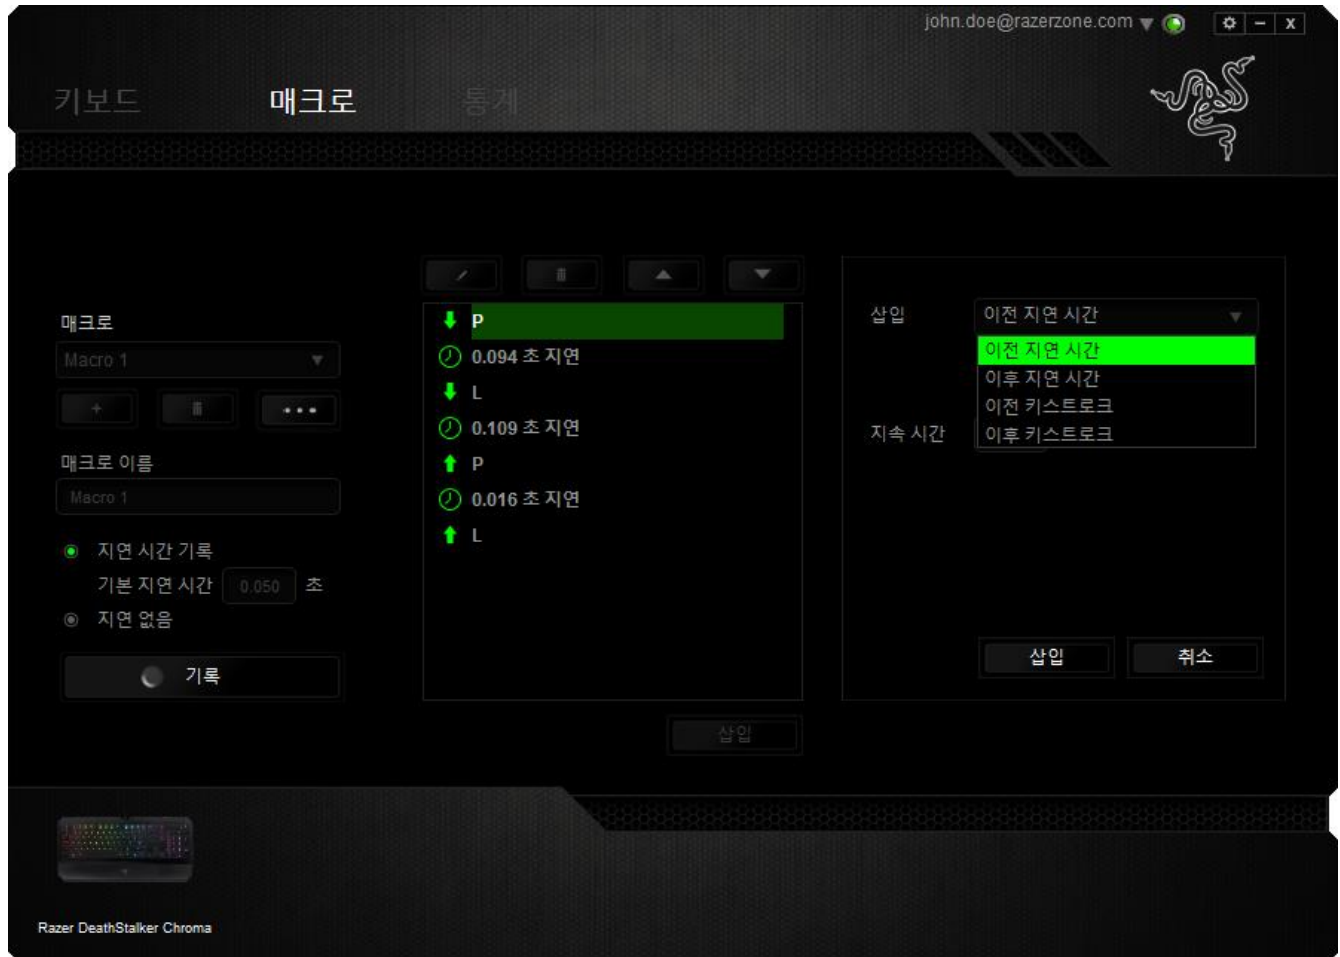 john.doe@razerzone.com
키보드 매크로 통계
매크로
Macro 1
매크로 이름
Macro 1
지연 시간 기록
기본 지연 시간 0.050 초
지연 없음
기록
P
0.094 초 지연
L
0.109 초 지연
P
0.016 초 지연
L
삽입
삽입 이전 지연 시간
이전 지연 시간
이후 지연 시간
이전 키스트로크
이후 키스트로크
지속 시간
삽입 취소
Razer DeathStalker Chroma